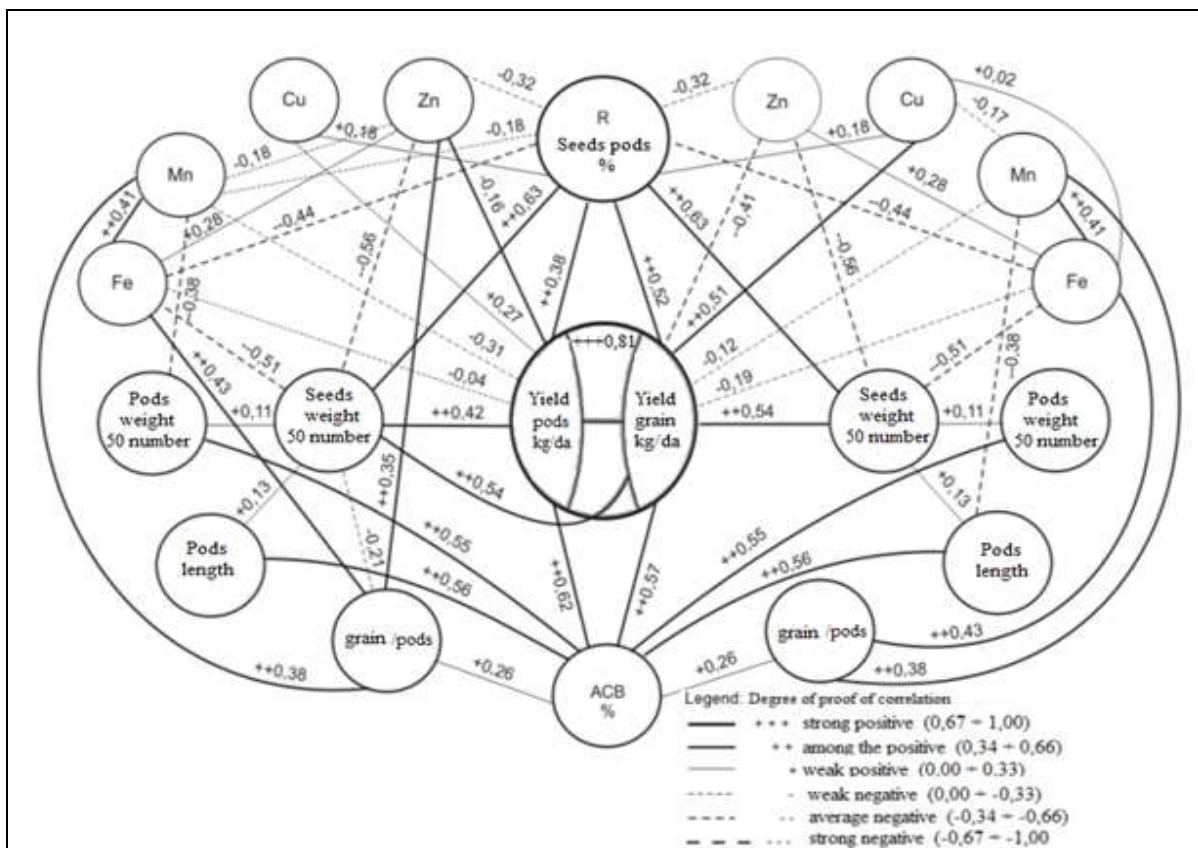 Cu
Zn
R
Seeds pods
%
Zn
Cu
Mn
Mn
Fe
Fe
-0,32
-0,32
+0,02
-0,17
+0,18
-0,18
+0,18
-0,18
++0,41
+0,28
--0,44
-0,16
++0,63
++0,63
--0,41
--0,44
+0,28
++0,41
--0,56
++0,38
++0,52
++0,51
--0,56
--0,38
+0,27
-0,31
-0,04
+++0,81
-0,12
-0,19
--0,51
--0,51
--0,38
++0,43
Pods
weight
50 number
+0,11
Seeds
weight
50 number
++0,42
Yield
pods
kg/da
Yield
grain
kg/da
++0,54
Seeds
weight
50 number
+0,11
Pods
weight
50 number
++0,35
++0,54
+0,13
+0,13
Pods
length
-0,21
++0,55
++0,55
Pods
length
++0,56
++0,62
++0,57
++0,56
grain /pods
grain /pods
++0,43
++0,38
+0,26
ACB
%
+0,26
++0,38
Legend: Degree of proof of correlation
+ + + strong positive (0,67 ÷ 1,00)
++ among the positive (0,34 ÷ 0,66)
+ weak positive (0.00 ÷ 0.33)
- weak negative (0,00 ÷ -0,33)
-- average negative (-0,34 ÷ -0,66)
--- strong negative (-0,67 ÷ -1,00